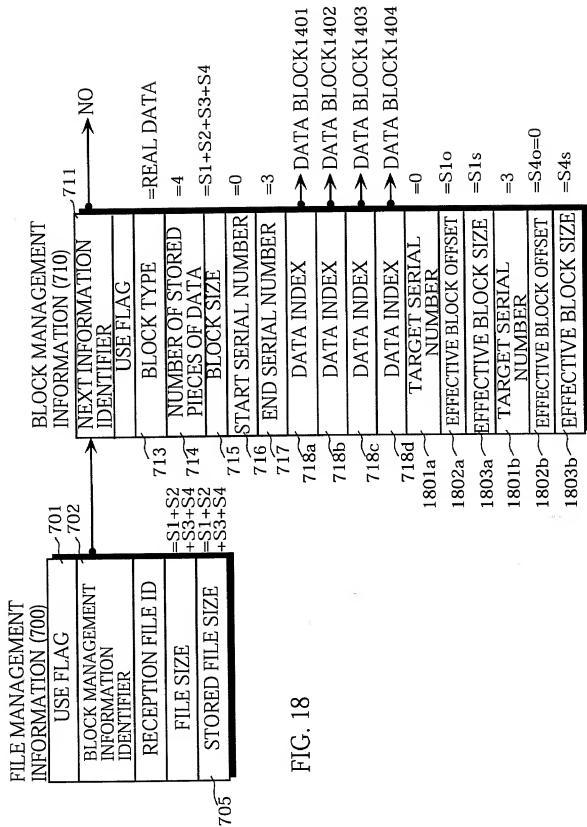 FILE MANAGEMENT
INFORMATION (700)
701
USE FLAG
702
BLOCK MANAGEMENT
INFORMATION
IDENTIFIER
RECEPTION FILE ID
FILE SIZE
=S1+S2
+S3+S4
STORED FILE SIZE
=S1+S2
+S3+S4
705
BLOCK MANAGEMENT
INFORMATION (710)
711
NEXT INFORMATION
IDENTIFIER
NO
USE FLAG
713
BLOCK TYPE
=REAL DATA
714
NUMBER OF STORED
PIECES OF DATA
=4
715
BLOCK SIZE
=S1+S2+S3+S4
716
START SERIAL NUMBER
=0
717
END SERIAL NUMBER
=3
718a
DATA INDEX
DATA BLOCK1401
718b
DATA INDEX
DATA BLOCK1402
718c
DATA INDEX
DATA BLOCK1403
718d
DATA INDEX
DATA BLOCK1404
1801a
TARGET SERIAL
NUMBER
=0
1802a
EFFECTIVE BLOCK OFFSET
=S1o
1803a
EFFECTIVE BLOCK SIZE
=S1s
1801b
TARGET SERIAL
NUMBER
=3
1802b
EFFECTIVE BLOCK OFFSET
=S4o=0
1803b
EFFECTIVE BLOCK SIZE
=S4s
FIG. 18